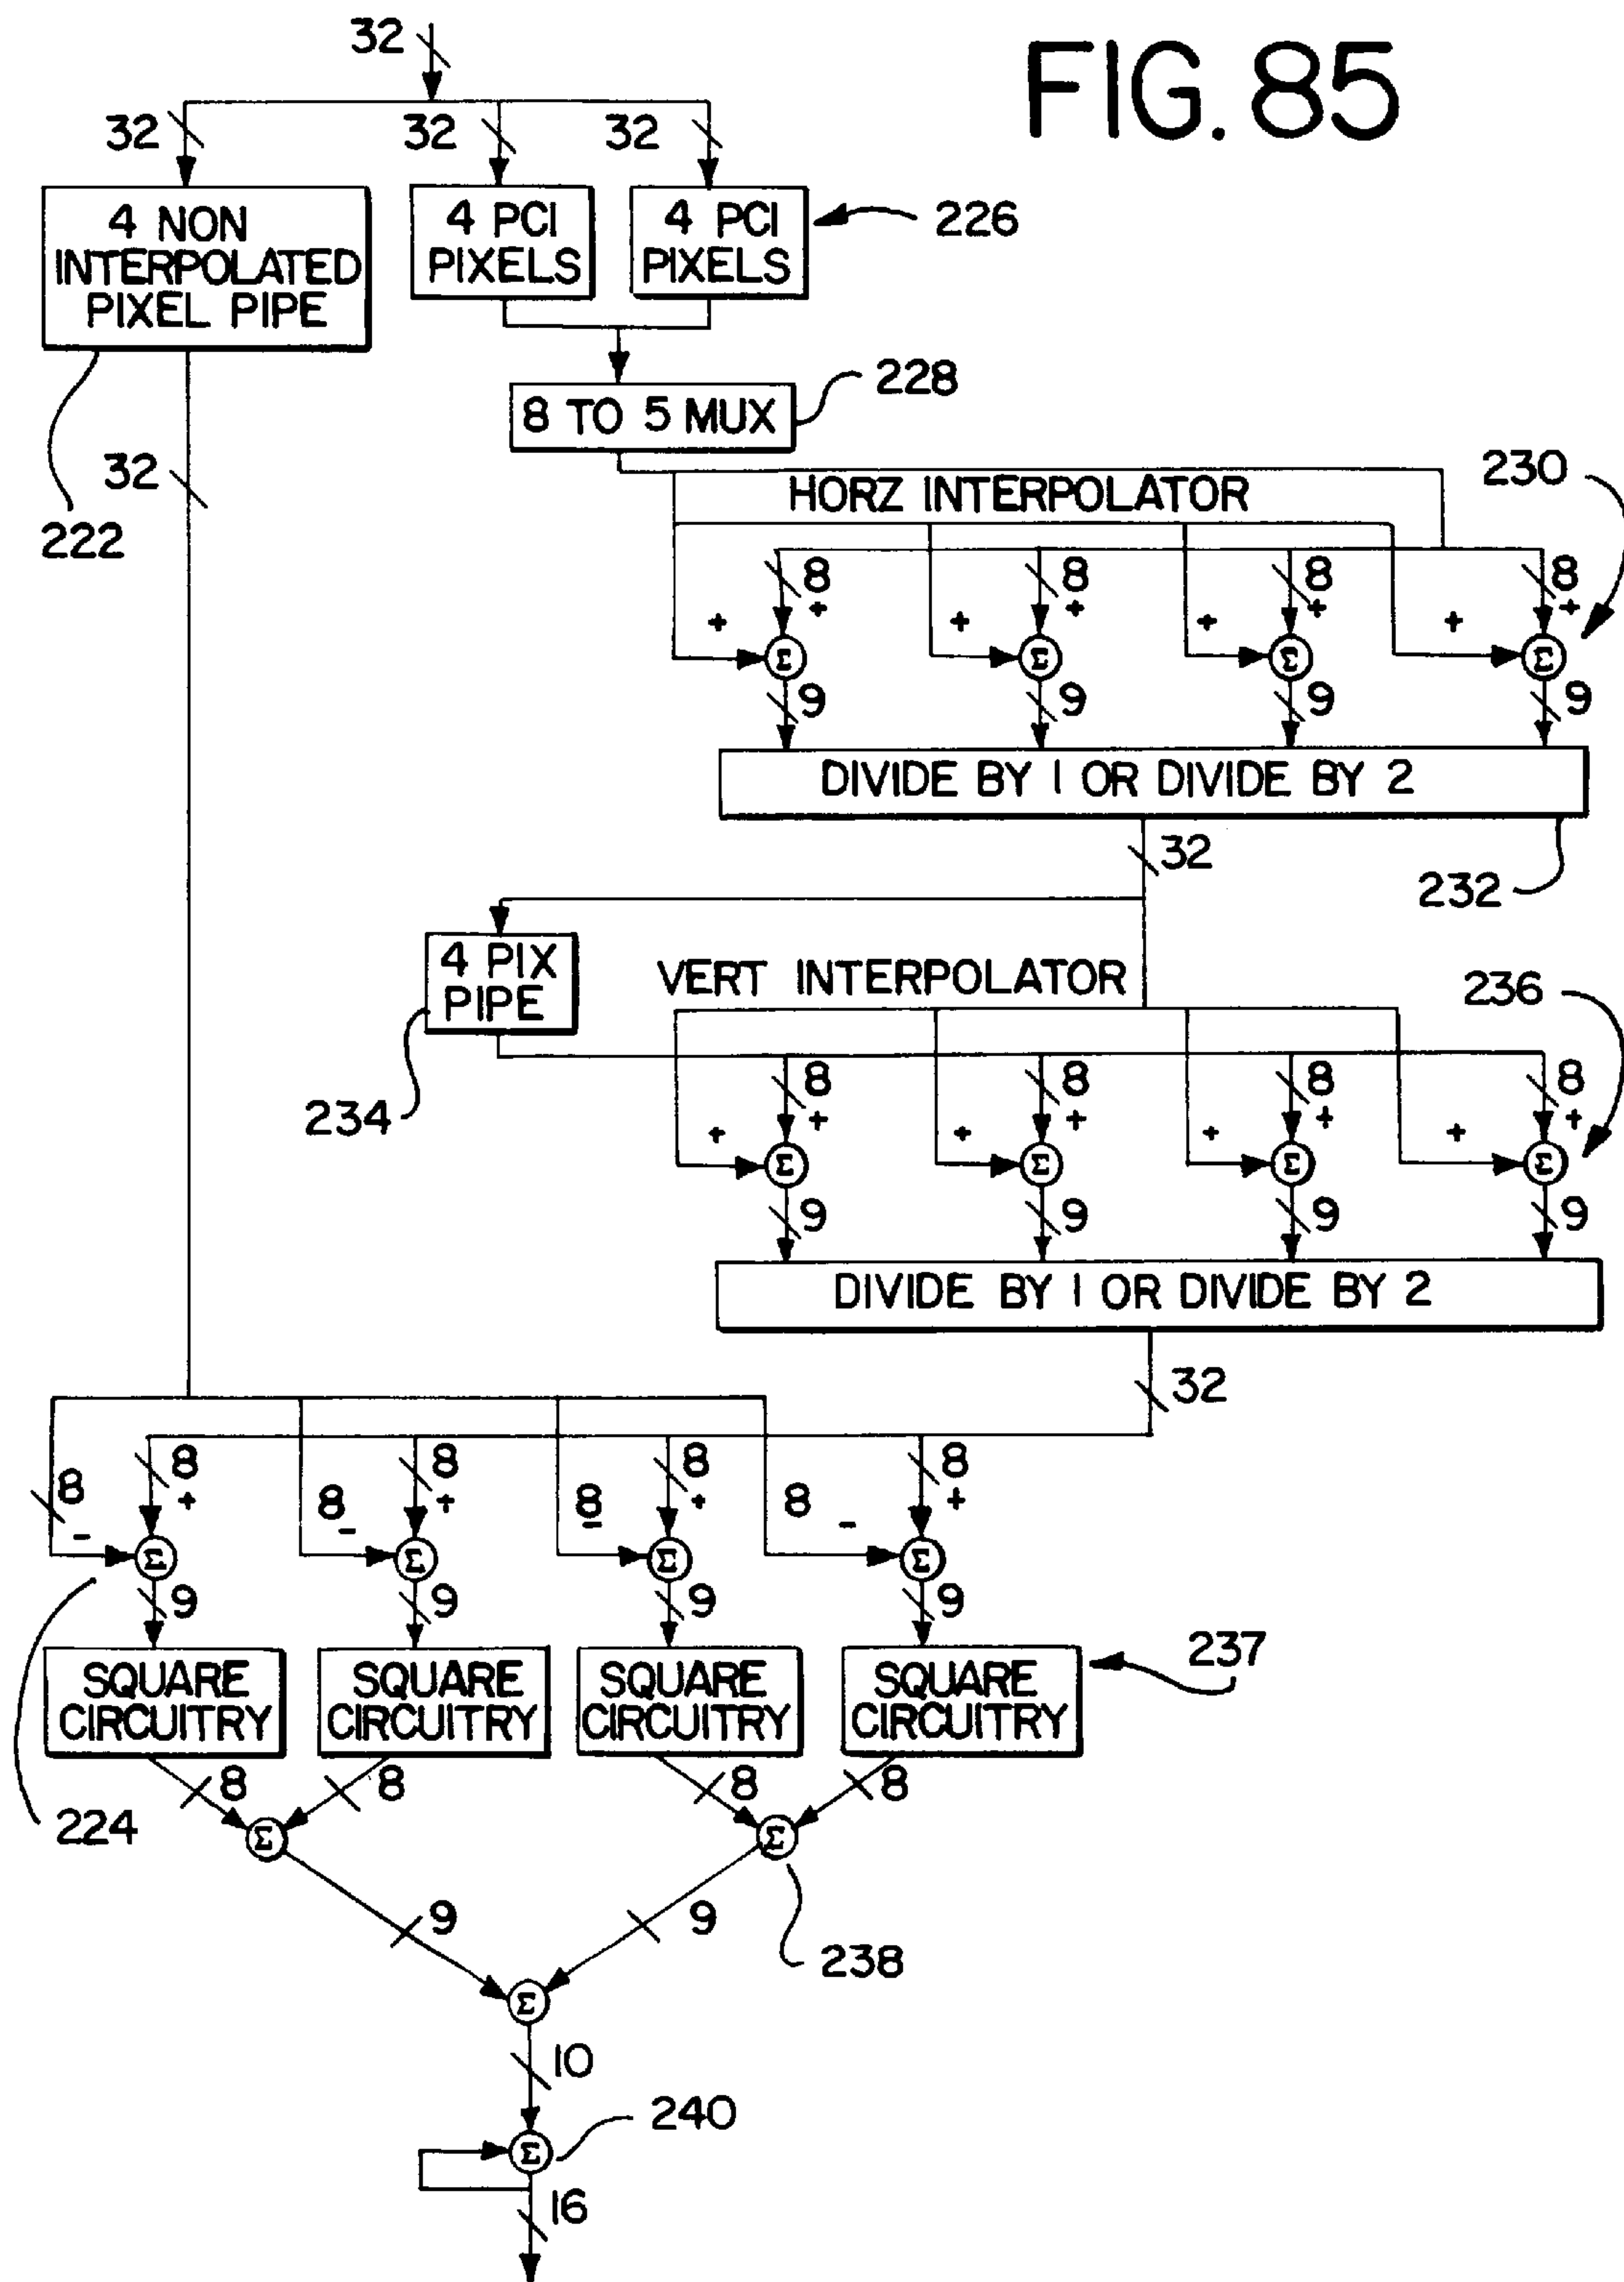 FIG. 85
32
32 32 32
4 NON
INTERPOLATED
PIXEL PIPE
4 PCI
PIXELS
4 PCI
PIXELS
226
8 TO 5 MUX
228
32
222
HORZ INTERPOLATOR
230
8 8 8 8
+ + + +
+ + + +
Σ Σ Σ Σ
9 9 9 9
DIVIDE BY 1 OR DIVIDE BY 2
32
232
4 PIX
PIPE
234
VERT INTERPOLATOR
236
8 8 8 8
+ + + +
+ + + +
Σ Σ Σ Σ
9 9 9 9
DIVIDE BY 1 OR DIVIDE BY 2
32
8 8 8 8
+ + + +
8 8 8 8
- - - -
Σ Σ Σ Σ
9 9 9 9
SQUARE
CIRCUITRY
SQUARE
CIRCUITRY
SQUARE
CIRCUITRY
SQUARE
CIRCUITRY
237
224
8 8 8 8
Σ Σ
238
9 9
Σ
10
240
Σ
16